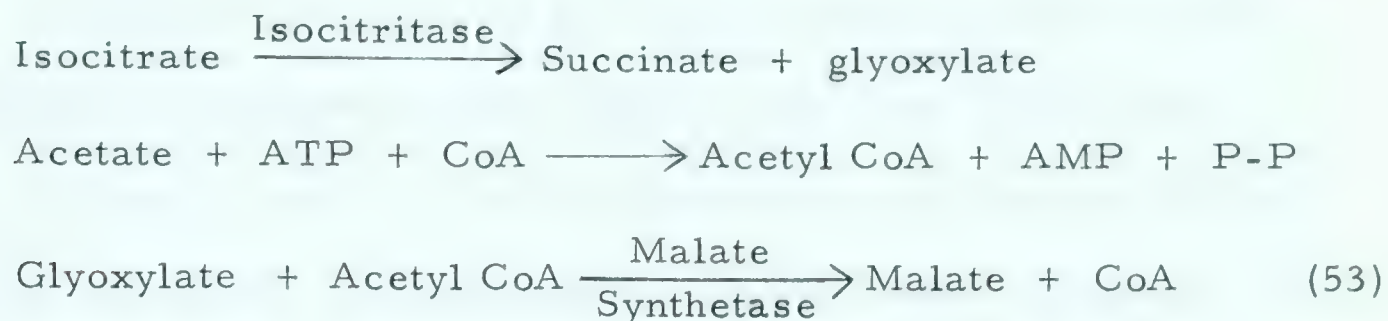 Isocitritase
Isocitrate ⟶ Succinate + glyoxylate
Acetate + ATP + CoA ⟶ Acetyl CoA + AMP + P-P
Malate
Glyoxylate + Acetyl CoA ⟶ Malate + CoA (53)
Synthetase